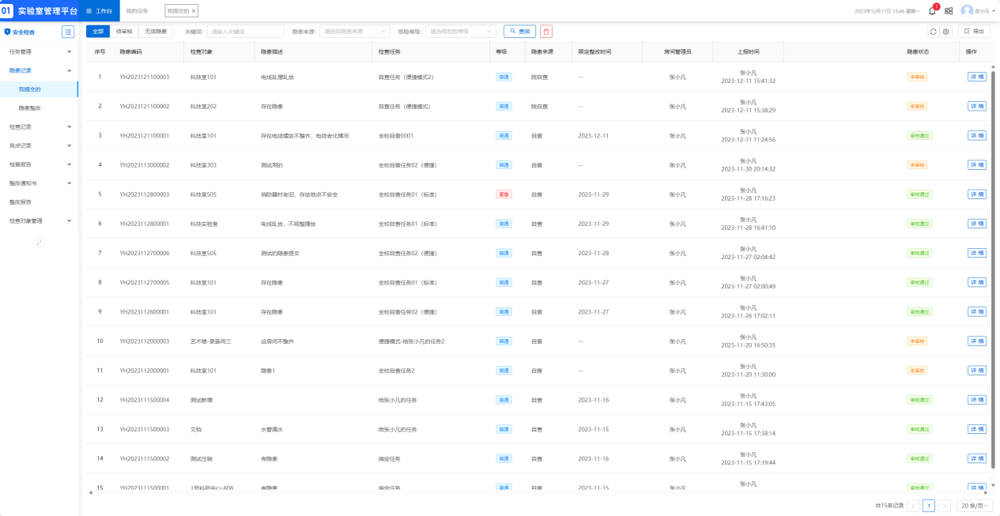 01 实验室管理平台 工作台 我的任务 我提交的 × 2023年12月11日 15:46 星期一 7 张小凡
安全检查 全部 待审核 无效隐患 关键词: 请输入关键词 隐患来源: 请选择隐患来源 危险等级: 请选择危险等级 查询 导出
任务管理
隐患记录
我提交的
隐患整改
检查记录
亮点记录
检查报告
整改通知书
整改报告
检查对象管理
序号 隐患编码 检查对象 隐患描述 检查任务 等级 隐患来源 限定整改时间 房间管理员 上报时间 隐患状态 操作
1 YH2023121100003 科技室101 电线乱摆乱放 自查任务（便捷模式2） 普通 院自查 -- 张小凡 张小凡 2023-12-11 15:41:32 未审核 详 情
2 YH2023121100002 科技室202 存在隐患 自查任务（便捷模式） 普通 院自查 -- 张小凡 张小凡 2023-12-11 15:38:29 未审核 详 情
3 YH2023121100001 科技室101 存在电线摆放不整齐，电线老化情况 全校自查0001 普通 自查 2023-12-11 张小凡 张小凡 2023-12-11 11:24:56 审核通过 详 情
4 YH2023113000002 科技室303 测试用的 全校自查任务02（便捷） 普通 自查 -- 张小凡 张小凡 2023-11-30 20:14:32 未审核 详 情
5 YH2023112800003 科技室505 消防器材老旧，存放地点不安全 全校自查任务01（标准） 紧急 自查 2023-11-29 张小凡 张小凡 2023-11-28 17:16:23 审核通过 详 情
6 YH2023112800001 科技实验室 电线乱放，不规整摆放 全校自查任务01（标准） 普通 自查 2023-11-29 张小凡 张小凡 2023-11-28 16:41:10 审核通过 详 情
7 YH2023112700006 科技室505 测试的隐患提交 全校自查任务02（便捷） 普通 自查 2023-11-28 张小凡 张小凡 2023-11-27 02:04:42 审核通过 详 情
8 YH2023112700005 科技室101 存在隐患 全校自查任务01（标准） 普通 自查 2023-11-27 张小凡 张小凡 2023-11-27 02:00:49 审核通过 详 情
9 YH2023112600001 科技室101 存在隐患 全校自查任务02（便捷） 普通 自查 2023-11-27 张小凡 张小凡 2023-11-26 17:02:11 审核通过 详 情
10 YH2023112000003 艺术楼-录音间三 这房间不整齐 便捷模式-给张小凡的任务2 普通 自查 -- 张小凡 张小凡 2023-11-20 16:50:35 未审核 详 情
11 YH2023112000001 科技室101 隐患1 全校自查任务2 普通 自查 -- 张小凡 张小凡 2023-11-20 11:30:00 未审核 详 情
12 YH2023111500004 测试新增 给张小凡的任务 普通 自查 2023-11-16 张小凡 张小凡 2023-11-15 17:43:05 审核通过 详 情
13 YH2023111500003 文档 水管漏水 给张小凡的任务 普通 自查 2023-11-15 张小凡 张小凡 2023-11-15 17:38:14 审核通过 详 情
14 YH2023111500002 测试注销 有隐患 指定任务 普通 自查 2023-11-16 张小凡 张小凡 2023-11-15 17:19:44 审核通过 详 情
15 YH2023111500001 1号科研中心-808 有隐患 指定任务 普通 自查 2023-11-15 张小凡 张小凡 审核通过 详 情
共15条记录 < 1 > 20 条/页